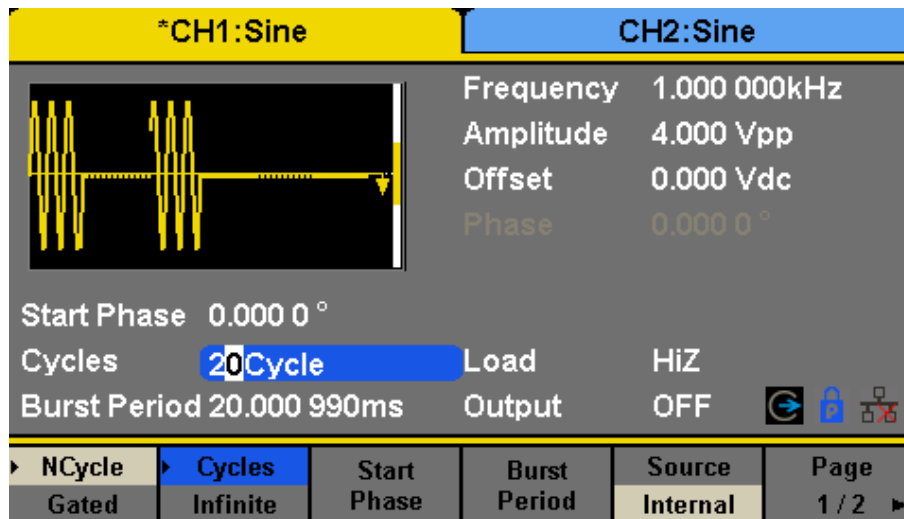 *CH1:Sine
CH2:Sine
Frequency 1.000 000kHz
Amplitude 4.000 Vpp
Offset 0.000 Vdc
Phase 0.000 0 °
Start Phase 0.000 0 °
Cycles 20Cycle
Load HiZ
Burst Period 20.000 990ms
Output OFF
P
NCycle
Gated
Cycles
Infinite
Start
Phase
Burst
Period
Source
Internal
Page
1 / 2